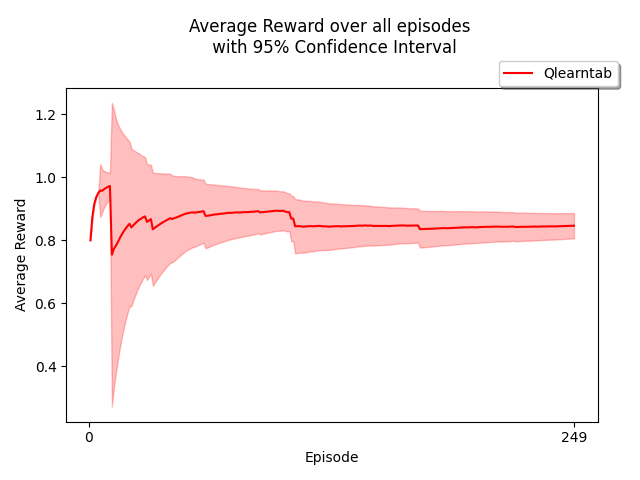 Average Reward over all episodes
with 95% Confidence Interval
Qlearntab
1.2
1.0
0.8
0.6
0.4
Average Reward
0
249
Episode